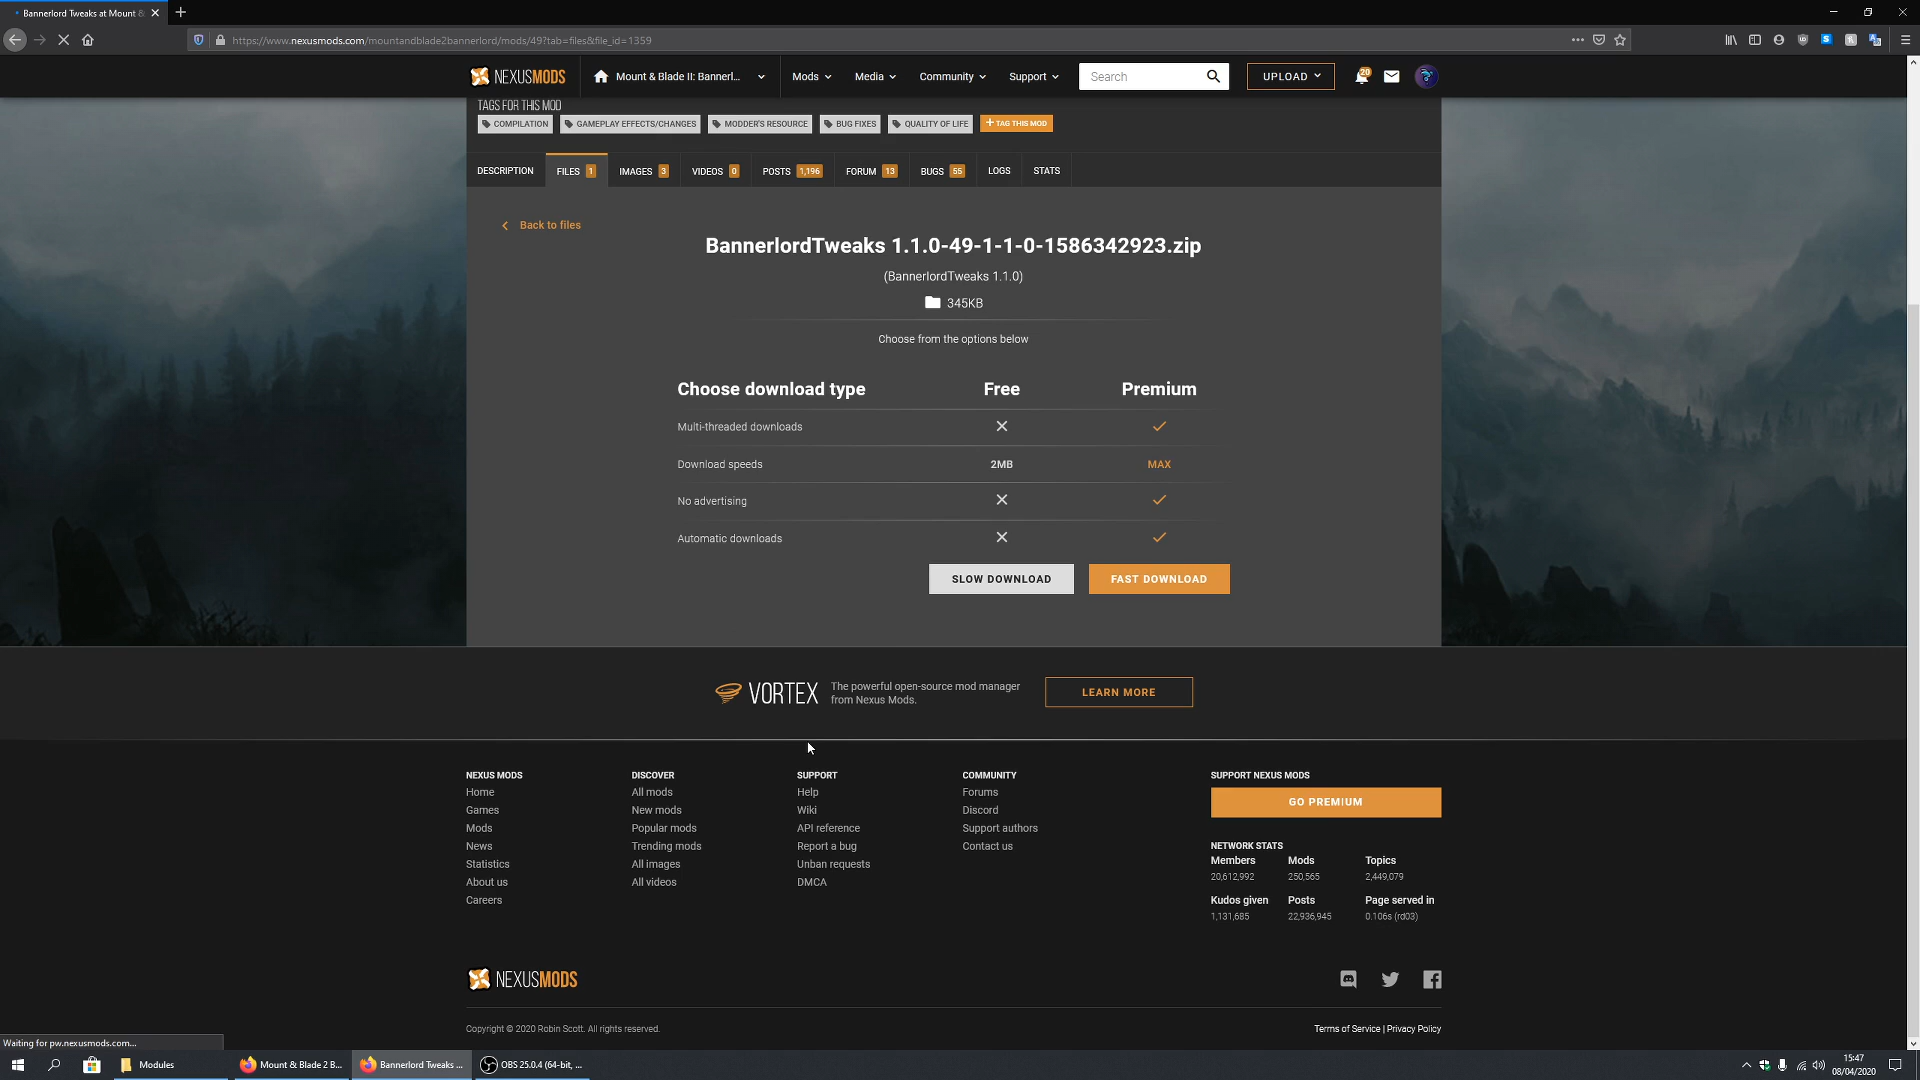 Bannerlord Tweaks at Mount &
https://www.nexusmods.com/mountandblade2bannerlord/mods/49?tab=files&file_id=1359
NEXUSMODS
Mount & Blade II: Bannerl...
Mods
Media
Community
Support
Search
UPLOAD
20
TAGS FOR THIS MOD
COMPILATION
GAMEPLAY EFFECTS/CHANGES
MODDER'S RESOURCE
BUG FIXES
QUALITY OF LIFE
+ TAG THIS MOD
DESCRIPTION
FILES 1
IMAGES 3
VIDEOS 0
POSTS 1,196
FORUM 13
BUGS 55
LOGS
STATS
Back to files
BannerlordTweaks 1.1.0-49-1-1-0-1586342923.zip
(BannerlordTweaks 1.1.0)
345KB
Choose from the options below
Choose download type Free Premium
Multi-threaded downloads
Download speeds 2MB MAX
No advertising
Automatic downloads
SLOW DOWNLOAD
FAST DOWNLOAD
VORTEX
The powerful open-source mod manager
from Nexus Mods.
LEARN MORE
NEXUS MODS
Home
Games
Mods
News
Statistics
About us
Careers
DISCOVER
All mods
New mods
Popular mods
Trending mods
All images
All videos
SUPPORT
Help
Wiki
API reference
Report a bug
Unban requests
DMCA
COMMUNITY
Forums
Discord
Support authors
Contact us
SUPPORT NEXUS MODS
GO PREMIUM
NETWORK STATS
Members Mods Topics
20,612,992 250,565 2,449,079
Kudos given Posts Page served in
1,131,685 22,936,945 0.106s (rd03)
NEXUSMODS
Copyright © 2020 Robin Scott. All rights reserved.
Terms of Service | Privacy Policy
Waiting for pw.nexusmods.com...
Modules
Mount & Blade 2 B...
Bannerlord Tweaks ...
OBS 25.0.4 (64-bit, ...
15:47
08/04/2020